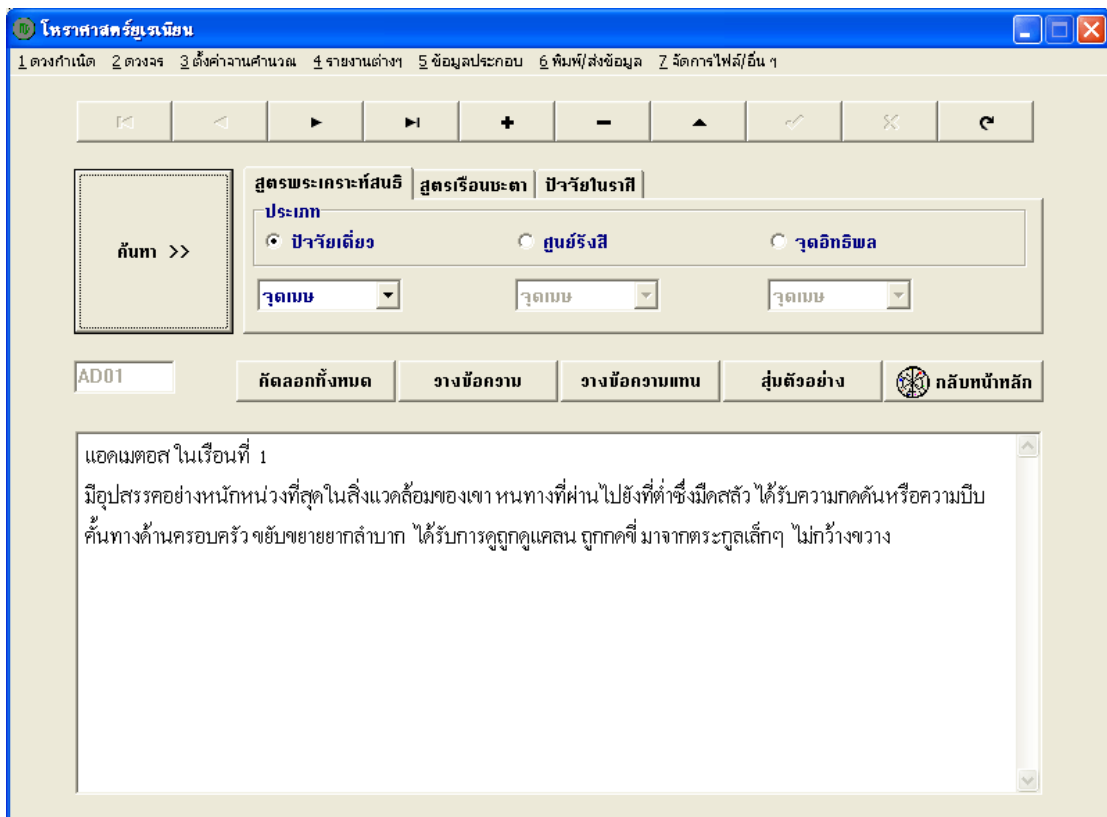 โหราศาสตร์ยูเรเนียน
1 ดวงกำเนิด 2 ดวงจร 3 ตั้งค่าจานคำนวณ 4 รายงานต่างๆ 5 ข้อมูลประกอบ 6 พิมพ์/ส่งข้อมูล 7 จัดการไฟล์/อื่น ๆ
สูตรพระเคราะห์สนธิ สูตรเรือนชะตา ปัจจัยในราศี
ประเภท
ปัจจัยเดี่ยว ศูนย์รังสี จุดอิทธิพล
ค้นหา >>
จุดเมษ จุดเมษ จุดเมษ
AD01 คัดลอกทั้งหมด วางข้อความ วางข้อความแทน สุ่มตัวอย่าง กลับหน้าหลัก
แอดเมตอส ในเรือนที่ 1
มีอุปสรรคอย่างหนักหน่วงที่สุดในสิ่งแวดล้อมของเขา หนทางที่ผ่านไปยังที่ต่ำซึ่งมืดสลัว ได้รับความกดดันหรือความบีบ
คั้นทางด้านครอบครัว ขยับขยายยากลำบาก ได้รับการดูถูกดูแคลน ถูกกดขี่ มาจากตระกูลเล็กๆ ไม่กว้างขวาง